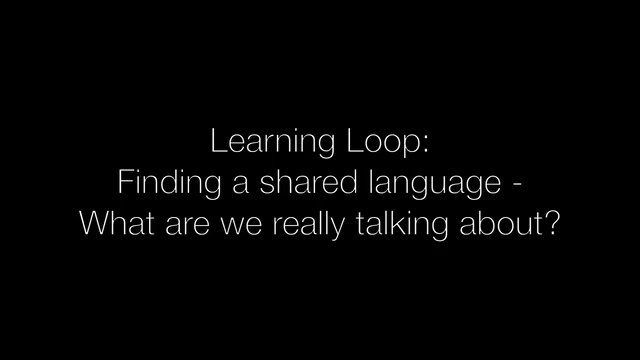 Learning Loop:
Finding a shared language -
What are we really talking about?